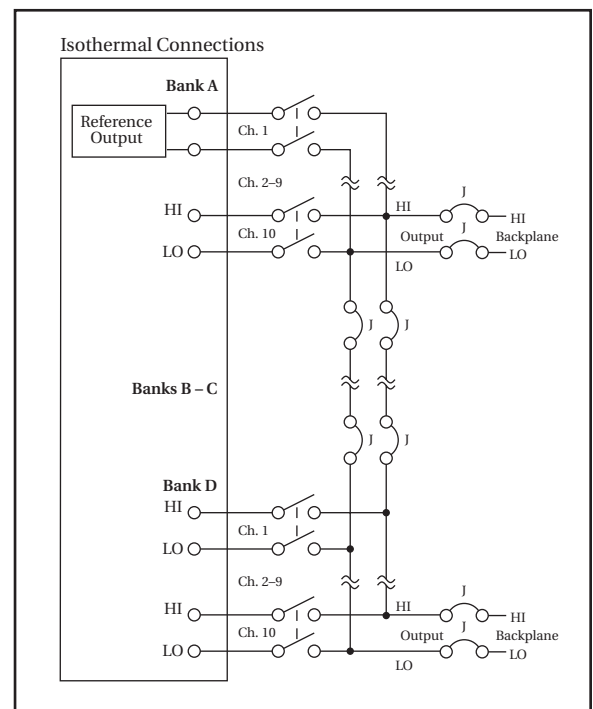 Isothermal Connections
Bank A
Reference
Output
Ch. 1
Ch. 2–9
HI
HI
J
HI
Ch. 10
Output
J
Backplane
LO
LO
LO
J
J
Banks B – C
J
J
Bank D
HI
Ch. 1
LO
Ch. 2–9
HI
HI
J
HI
Ch. 10
Output
J
Backplane
LO
LO
LO